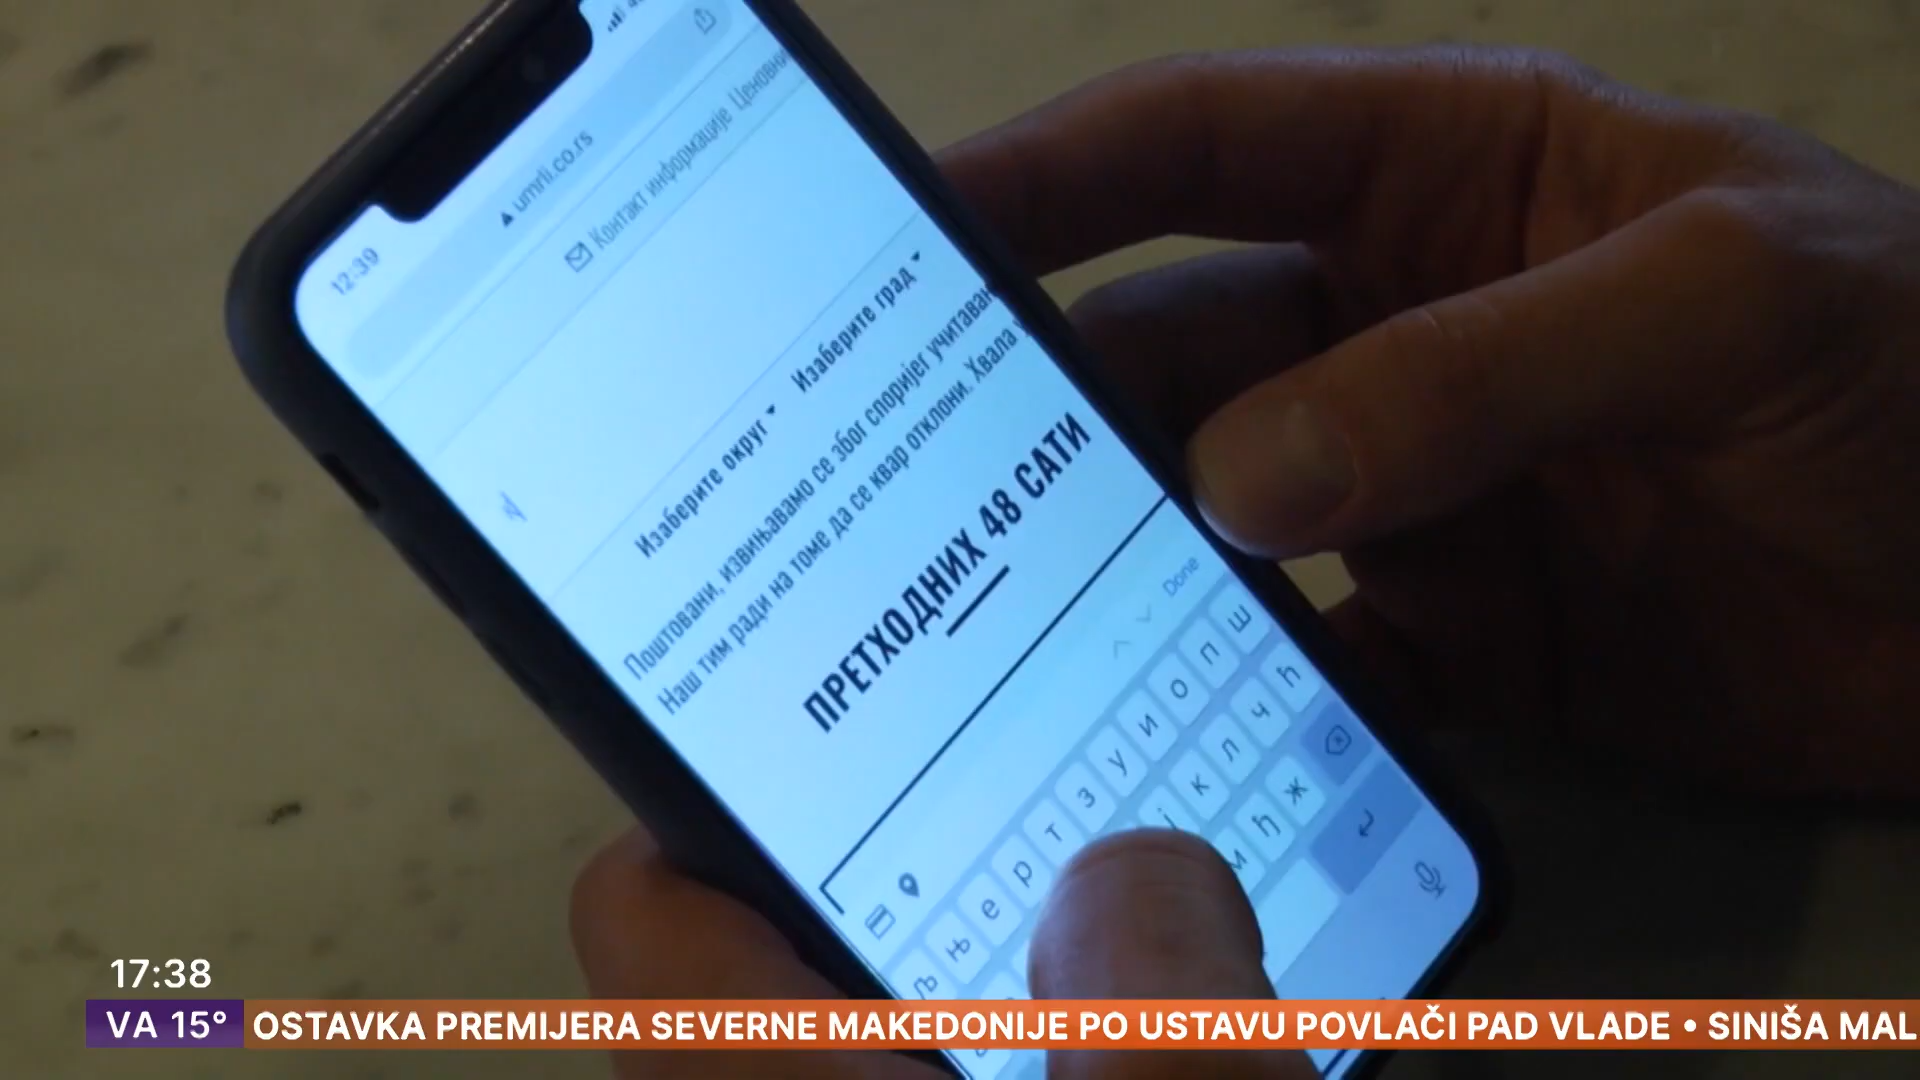 12:39
umrli.co.rs
Контакт информације Ценовни
Изаберите округ Изаберите град
Поштовани, извињавамо се због споријег учитавањ
Наш тим ради на томе да се квар отклони. Хвала
ПРЕТХОДНИХ 48 САТИ
Done
љ њ е р т з у и о п ш
ј к л ч ћ
м ђ ж
17:38
VA 15° OSTAVKA PREMIJERA SEVERNE MAKEDONIJE PO USTAVU POVLAČI PAD VLADE • SINIŠA MAL